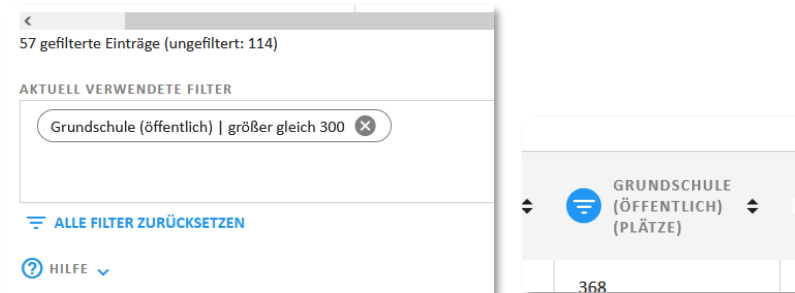 57 gefilterte Einträge (ungefiltert: 114)
AKTUELL VERWENDETE FILTER
Grundschule (öffentlich) | größer gleich 300
ALLE FILTER ZURÜCKSETZEN
HILFE
GRUNDSCHULE
(ÖFFENTLICH)
(PLÄTZE)
368